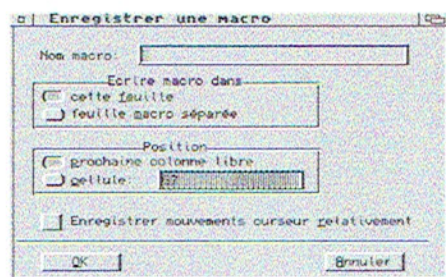 Enregistrer une macro
Nom macro:
Ecrire macro dans
cette feuille
feuille macro séparée
Position
prochaine colonne libre
cellule:
Enregistrer mouvements curseur relativement
OK Annuler